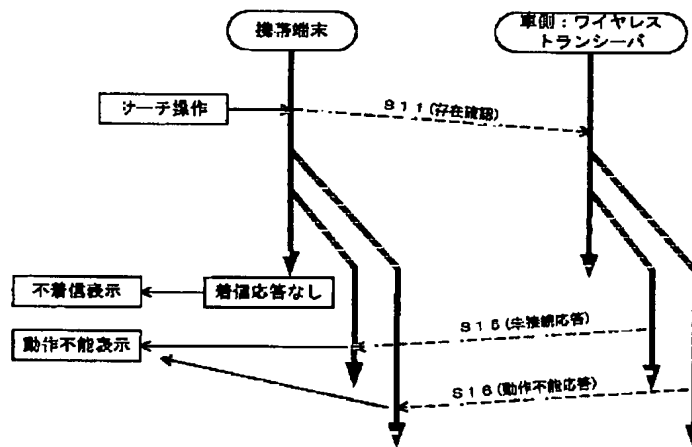 携帯端末
車側：ワイヤレス
トランシーバ
サーチ操作
S11(存在確認)
不着信表示
着信応答なし
動作不能表示
S15(未接続応答)
S16(動作不能応答)